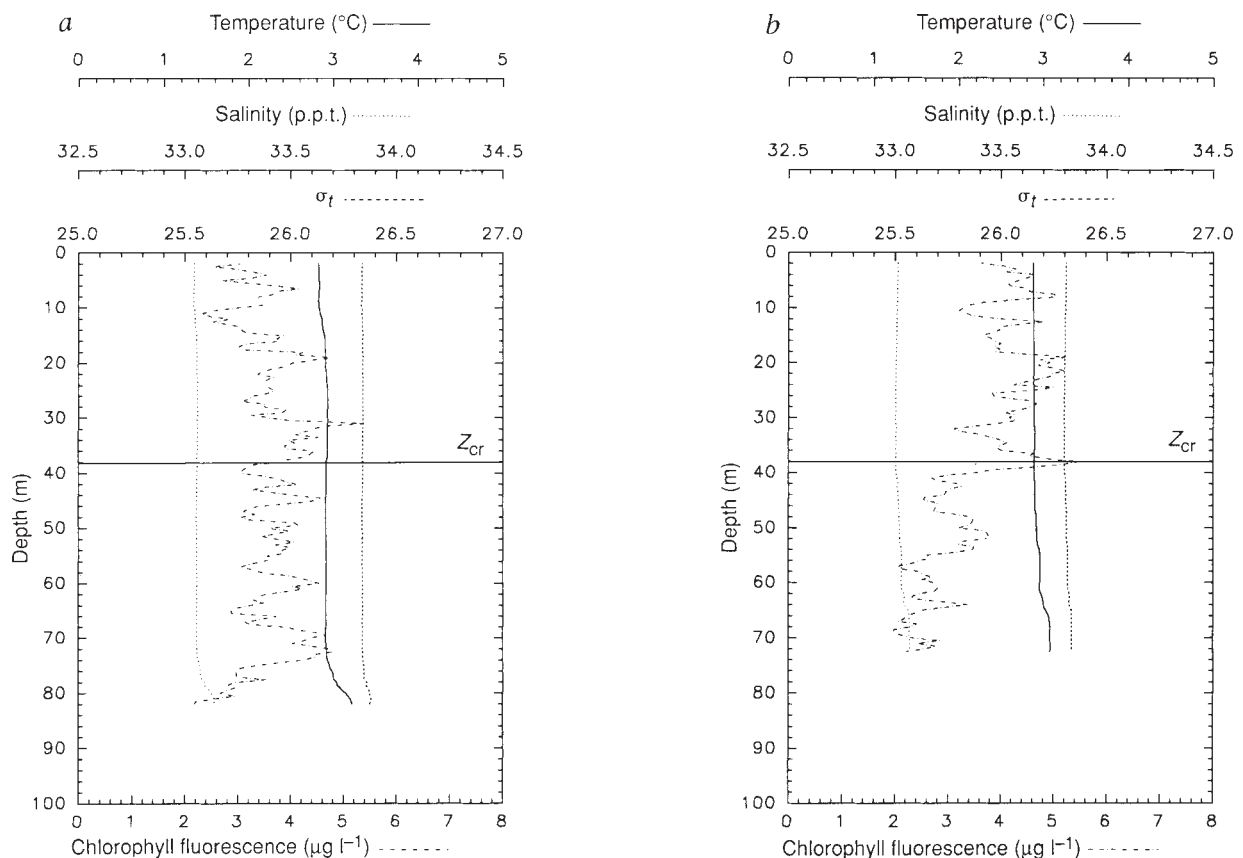 a
Temperature (°C)
0 1 2 3 4 5
Salinity (p.p.t.)
32.5 33.0 33.5 34.0 34.5
σt
25.0 25.5 26.0 26.5 27.0
0
10
20
30
Zcr
40
50
60
70
80
90
100
Depth (m)
0 1 2 3 4 5 6 7 8
Chlorophyll fluorescence (µg l–1)
b
Temperature (°C)
0 1 2 3 4 5
Salinity (p.p.t.)
32.5 33.0 33.5 34.0 34.5
σt
25.0 25.5 26.0 26.5 27.0
0
10
20
30
Zcr
40
50
60
70
80
90
100
Depth (m)
0 1 2 3 4 5 6 7 8
Chlorophyll fluorescence (µg l–1)